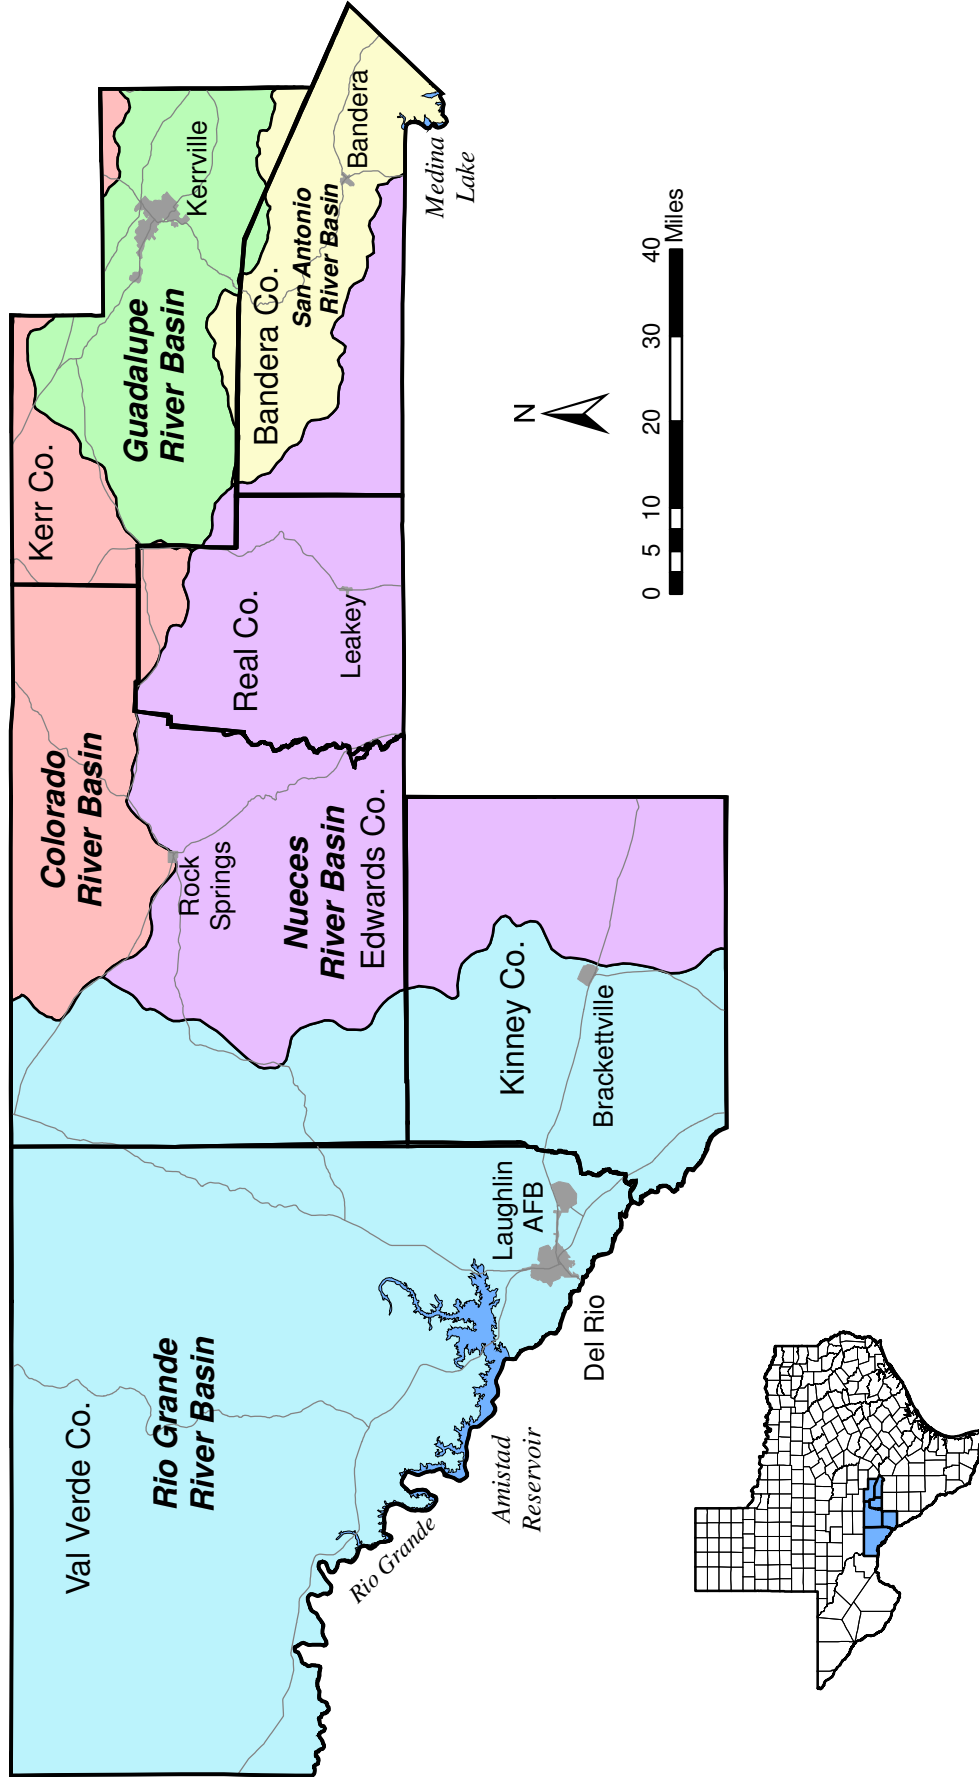 Kerr Co.
Colorado
River Basin
Guadalupe
River Basin
Kerrville
Val Verde Co.
Rio Grande
River Basin
Rock
Springs
Real Co.
Bandera Co.
San Antonio
River Basin
Bandera
Leakey
Nueces
River Basin
Edwards Co.
Medina
Lake
Rio Grande
Amistad
Reservoir
Laughlin
AFB
Kinney Co.
Del Rio
Brackettville
N
0 5 10 20 30 40
Miles